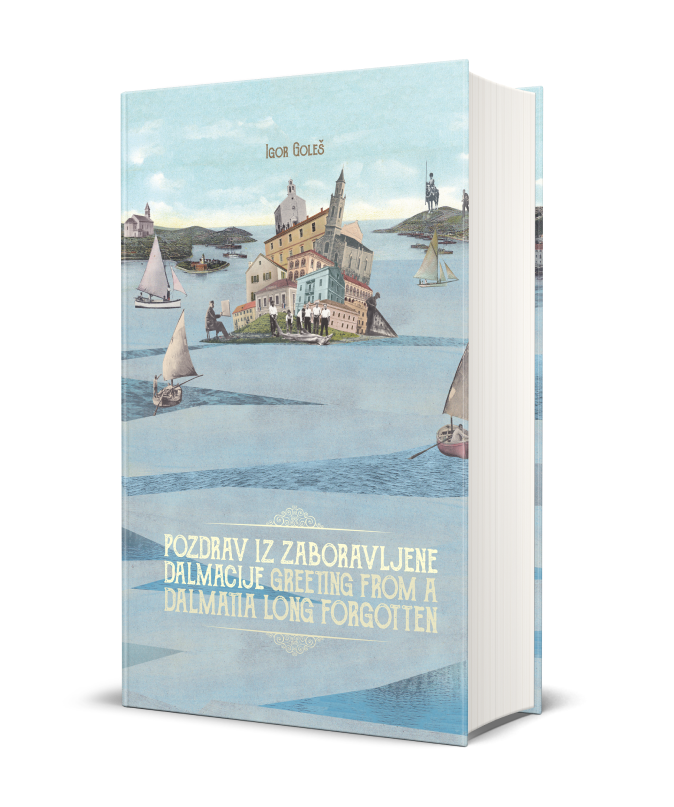 Igor Goleš
POZDRAV IZ ZABORAVLJENE
DALMACIJE GREETING FROM A
DALMATIA LONG FORGOTTEN